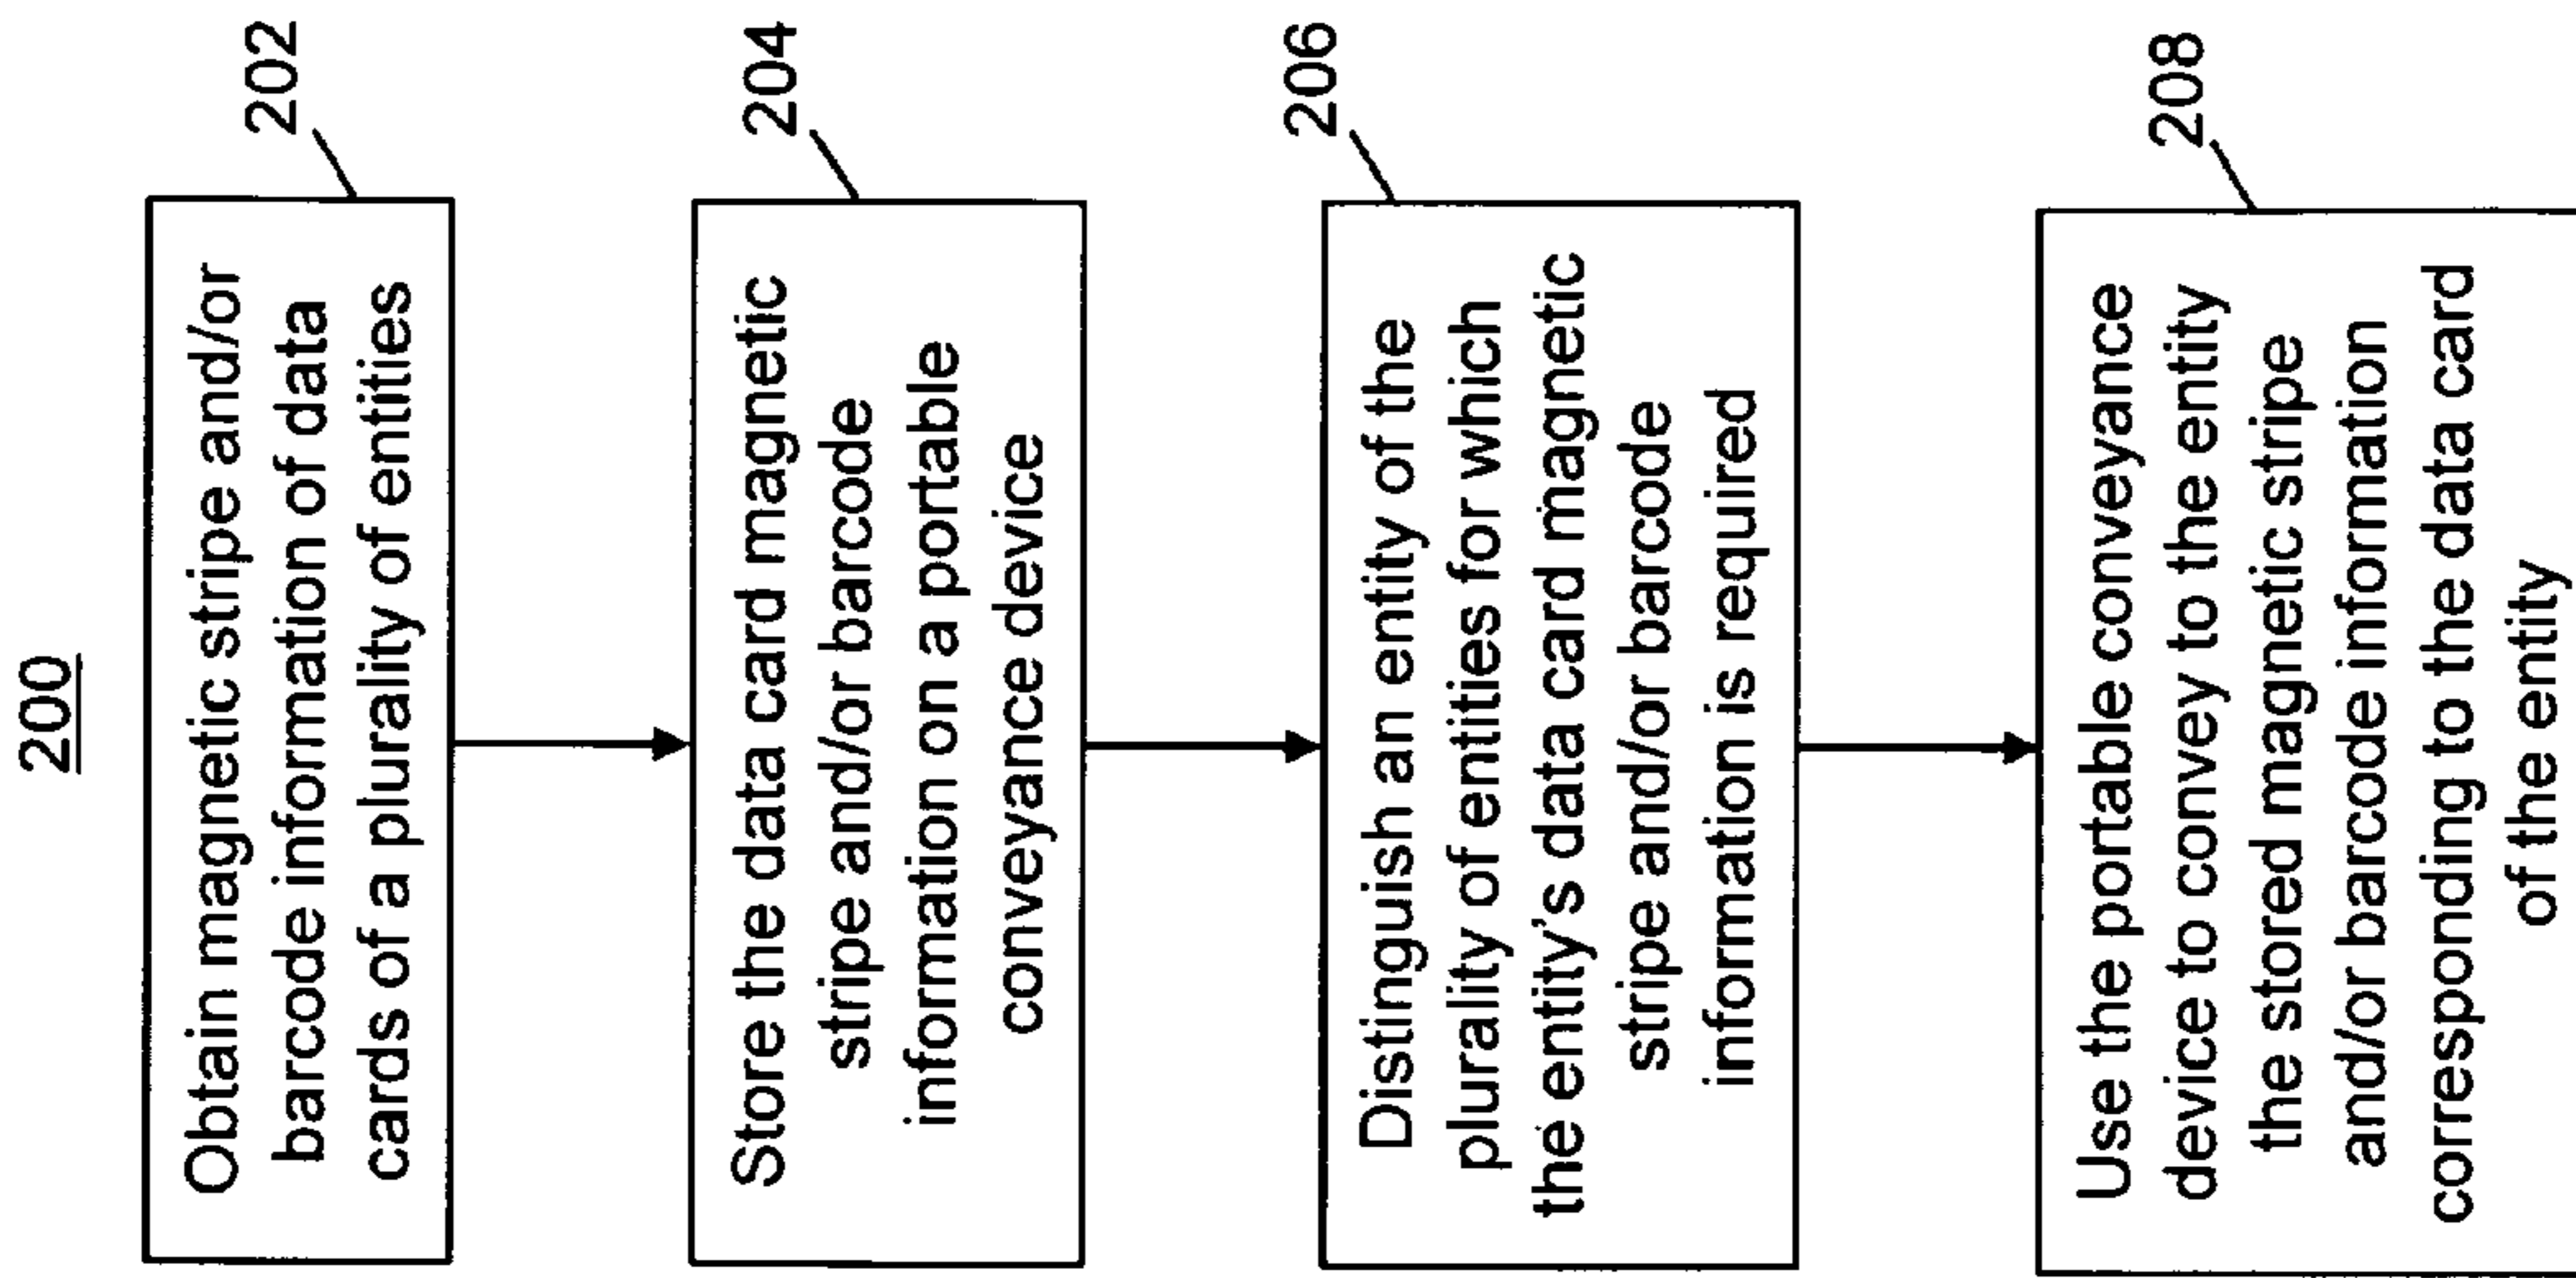 200
202
Obtain magnetic stripe and/or
barcode information of data
cards of a plurality of entities
204
Store the data card magnetic
stripe and/or barcode
information on a portable
conveyance device
206
Distinguish an entity of the
plurality of entities for which
the entity's data card magnetic
stripe and/or barcode
information is required
208
Use the portable conveyance
device to convey to the entity
the stored magnetic stripe
and/or barcode information
corresponding to the data card
of the entity